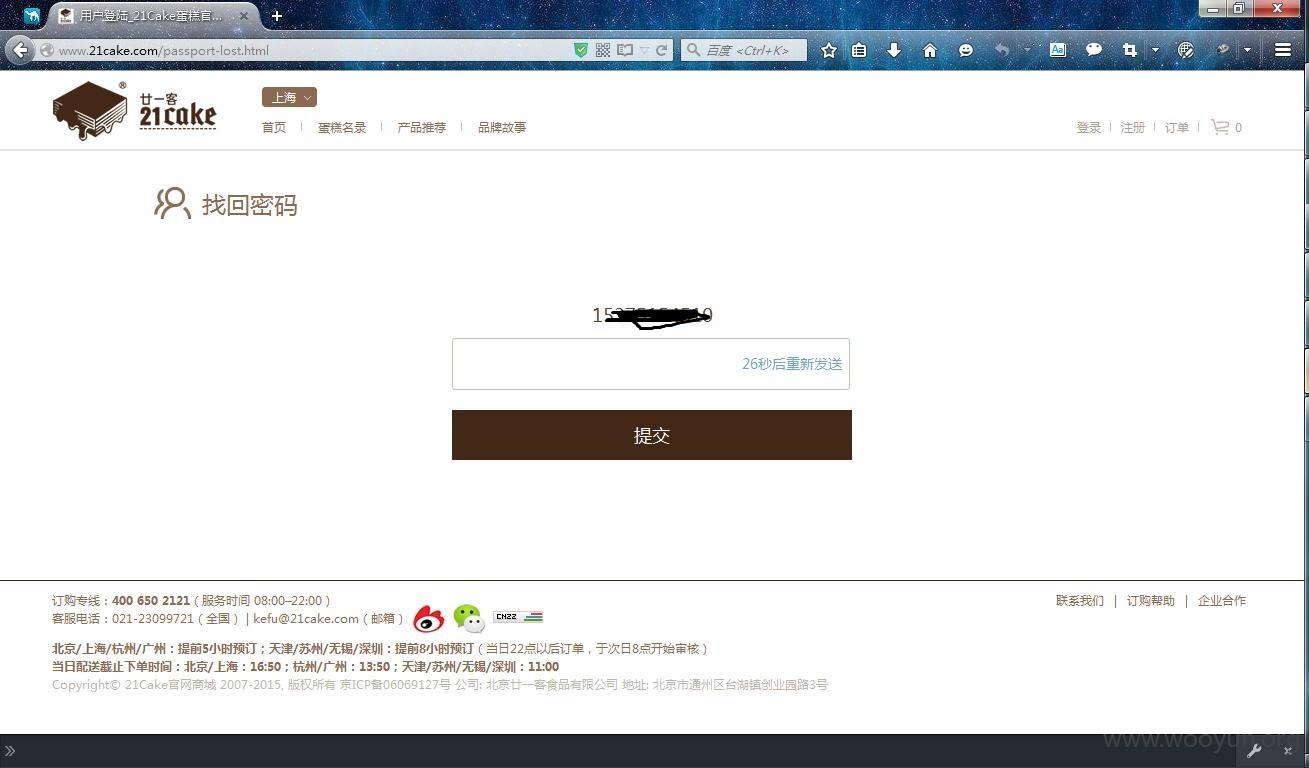 用户登陆_21Cake蛋糕官...
www.21cake.com/passport-lost.html
百度 <Ctrl+K>
廿一客
21cake
上海
首页 | 蛋糕名录 | 产品推荐 | 品牌故事
登录 | 注册 | 订单 | 0
找回密码
26秒后重新发送
提交
订购专线：400 650 2121（服务时间 08:00–22:00）
联系我们 | 订购帮助 | 企业合作
客服电话：021-23099721（全国）| kefu@21cake.com（邮箱）
CNZZ
北京/上海/杭州/广州：提前5小时预订；天津/苏州/无锡/深圳：提前8小时预订（当日22点以后订单，于次日8点开始审核）
当日配送截止下单时间：北京/上海：16:50；杭州/广州：13:50；天津/苏州/无锡/深圳：11:00
Copyright© 21Cake官网商城 2007-2015, 版权所有 京ICP备06069127号 公司: 北京廿一客食品有限公司 地址: 北京市通州区台湖镇创业园路3号
www.wooyun.org